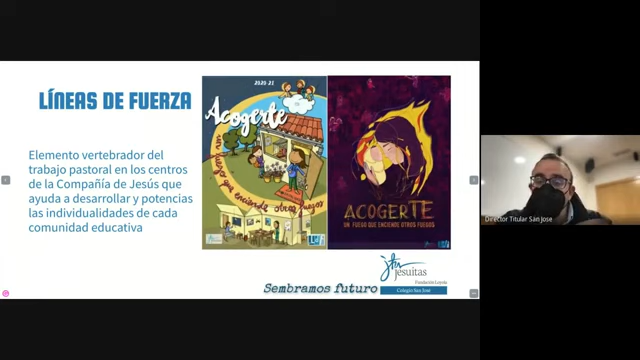 LÍNEAS DE FUERZA
Elemento vertebrador del
trabajo pastoral en los centros
de la Compañía de Jesús que
ayuda a desarrollar y potencias
las individualidades de cada
comunidad educativa
2020-21
Acogerte
un fuego que enciende otros fuegos
ACOGERTE
UN FUEGO QUE ENCIENDE OTROS FUEGOS
jesuitas
Fundación Loyola
Colegio San José
Sembramos futuro
Director Titular San Jose